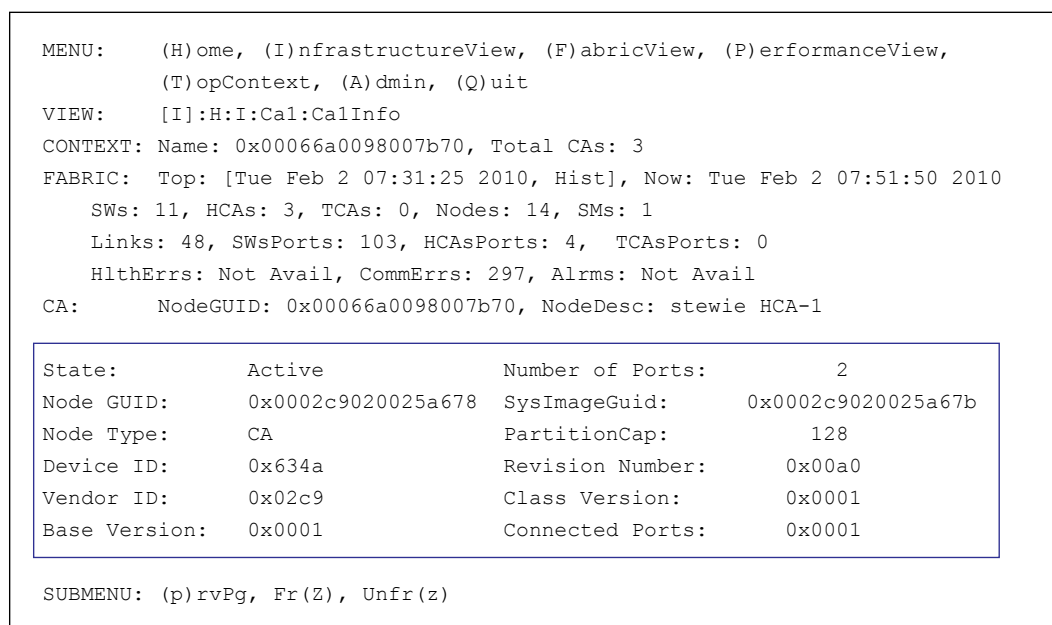 MENU: (H)ome, (I)nfrastructureView, (F)abricView, (P)erformanceView,
(T)opContext, (A)dmin, (Q)uit
VIEW: [I]:H:I:Ca1:Ca1Info
CONTEXT: Name: 0x00066a0098007b70, Total CAs: 3
FABRIC: Top: [Tue Feb 2 07:31:25 2010, Hist], Now: Tue Feb 2 07:51:50 2010
SWs: 11, HCAs: 3, TCAs: 0, Nodes: 14, SMs: 1
Links: 48, SWsPorts: 103, HCAsPorts: 4, TCAsPorts: 0
HlthErrs: Not Avail, CommErrs: 297, Alrms: Not Avail
CA: NodeGUID: 0x00066a0098007b70, NodeDesc: stewie HCA-1
State: Active Number of Ports: 2
Node GUID: 0x0002c9020025a678 SysImageGuid: 0x0002c9020025a67b
Node Type: CA PartitionCap: 128
Device ID: 0x634a Revision Number: 0x00a0
Vendor ID: 0x02c9 Class Version: 0x0001
Base Version: 0x0001 Connected Ports: 0x0001
SUBMENU: (p)rvPg, Fr(Z), Unfr(z)